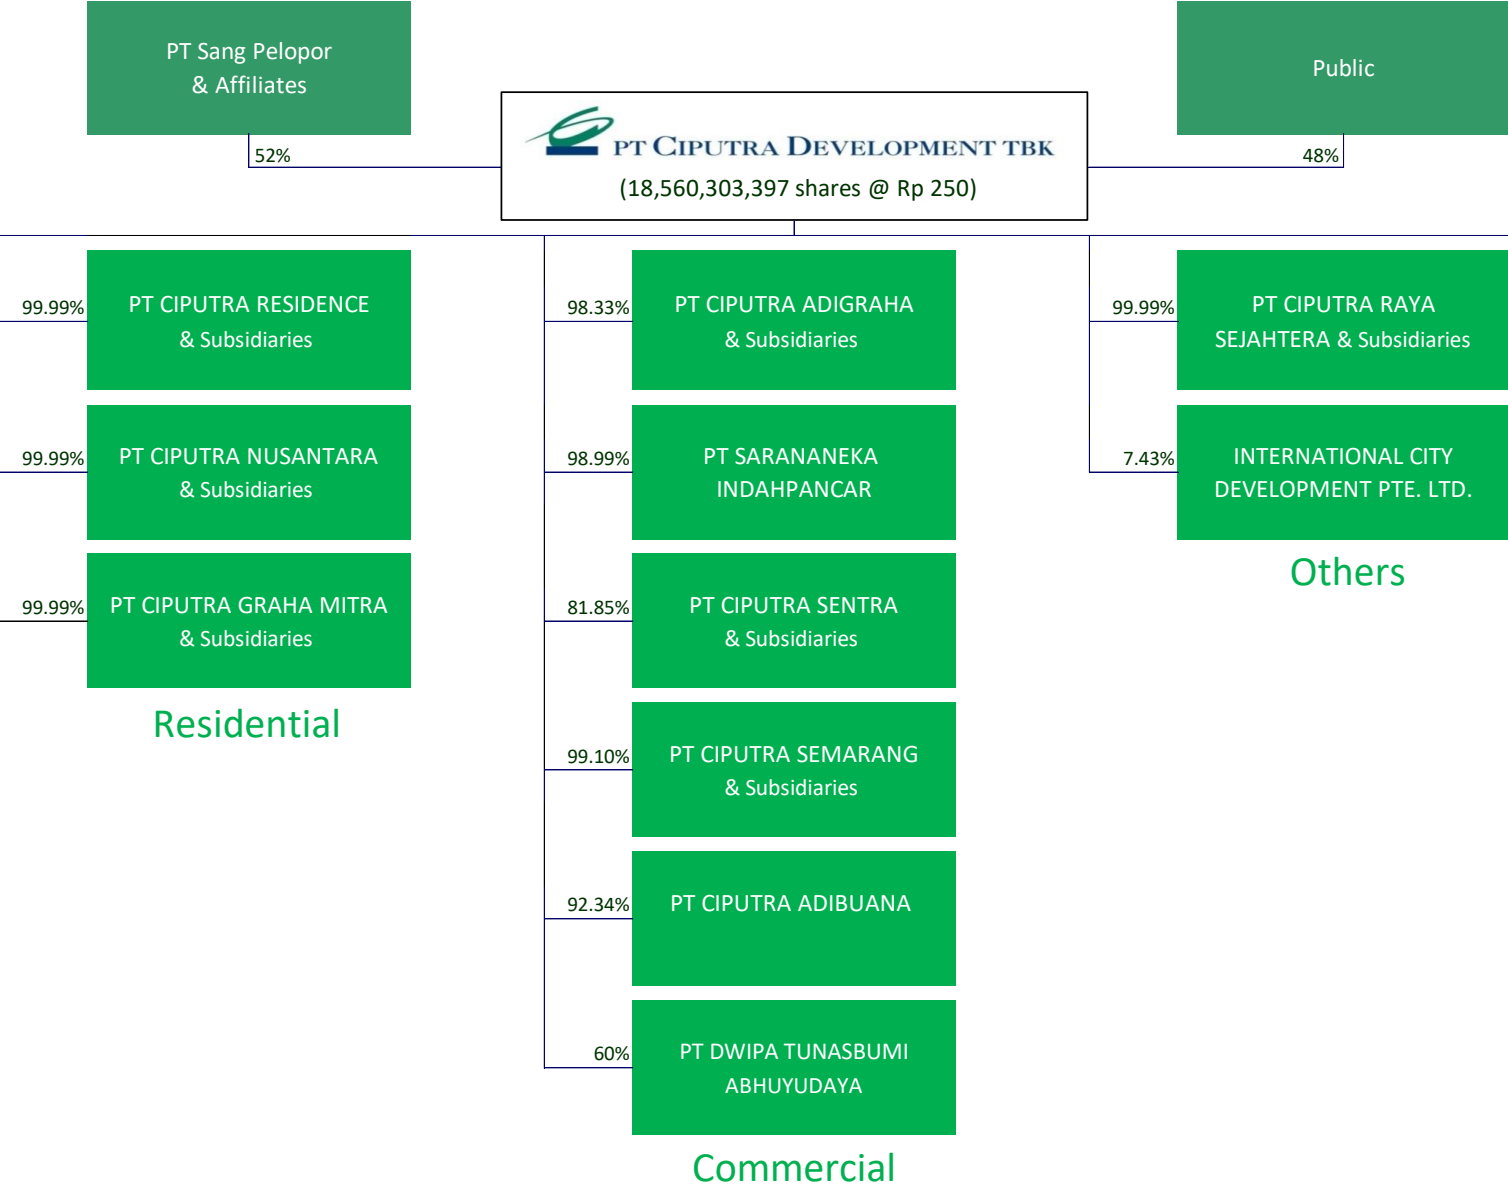 PT Sang Pelopor
& Affiliates
52%
PT CIPUTRA DEVELOPMENT TBK
(18,560,303,397 shares @ Rp 250)
Public
48%
99.99%
PT CIPUTRA RESIDENCE
& Subsidiaries
99.99%
PT CIPUTRA NUSANTARA
& Subsidiaries
99.99%
PT CIPUTRA GRAHA MITRA
& Subsidiaries
Residential
98.33%
PT CIPUTRA ADIGRAHA
& Subsidiaries
98.99%
PT SARANANEKA
INDAHPANCAR
81.85%
PT CIPUTRA SENTRA
& Subsidiaries
99.10%
PT CIPUTRA SEMARANG
& Subsidiaries
92.34%
PT CIPUTRA ADIBUANA
60%
PT DWIPA TUNASBUMI
ABHUYUDAYA
Commercial
99.99%
PT CIPUTRA RAYA
SEJAHTERA & Subsidiaries
7.43%
INTERNATIONAL CITY
DEVELOPMENT PTE. LTD.
Others